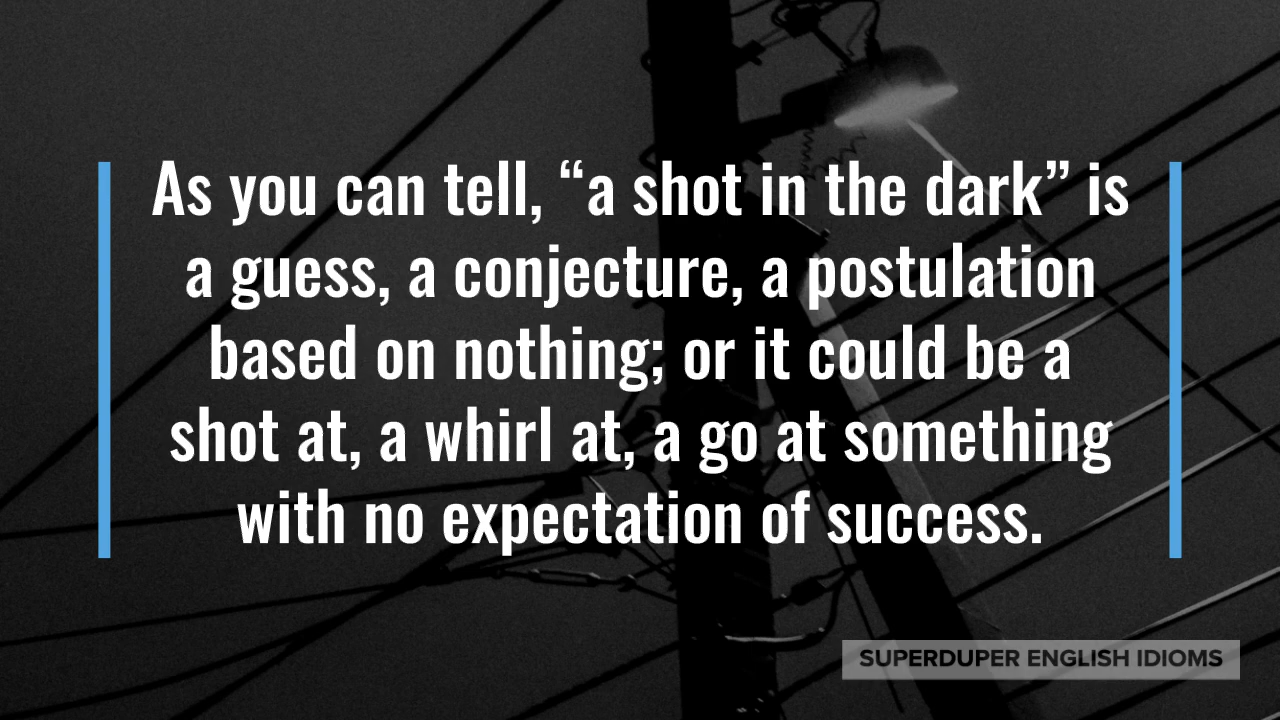 As you can tell, “a shot in the dark” is
a guess, a conjecture, a postulation
based on nothing; or it could be a
shot at, a whirl at, a go at something
with no expectation of success.
SUPERDUPER ENGLISH IDIOMS